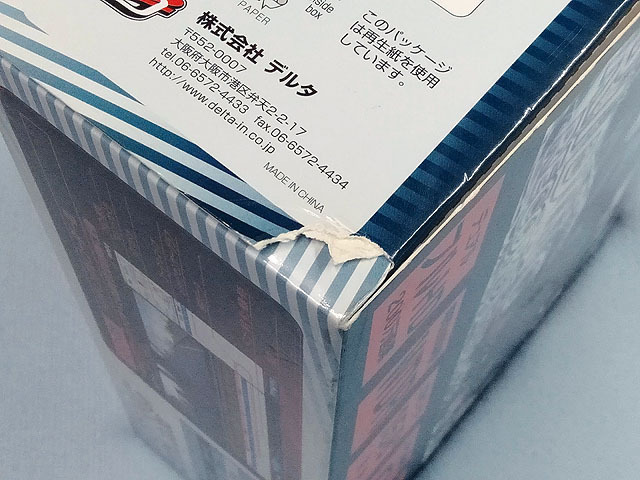 PAPER
box
このパッケージ
は再生紙を使用
しています。
株式会社 デルタ
〒552-0007
大阪府大阪市港区弁天2-2-17
tel.06-6572-4433 fax.06-6572-4434
http://www.delta-in.co.jp
MADE IN CHINA